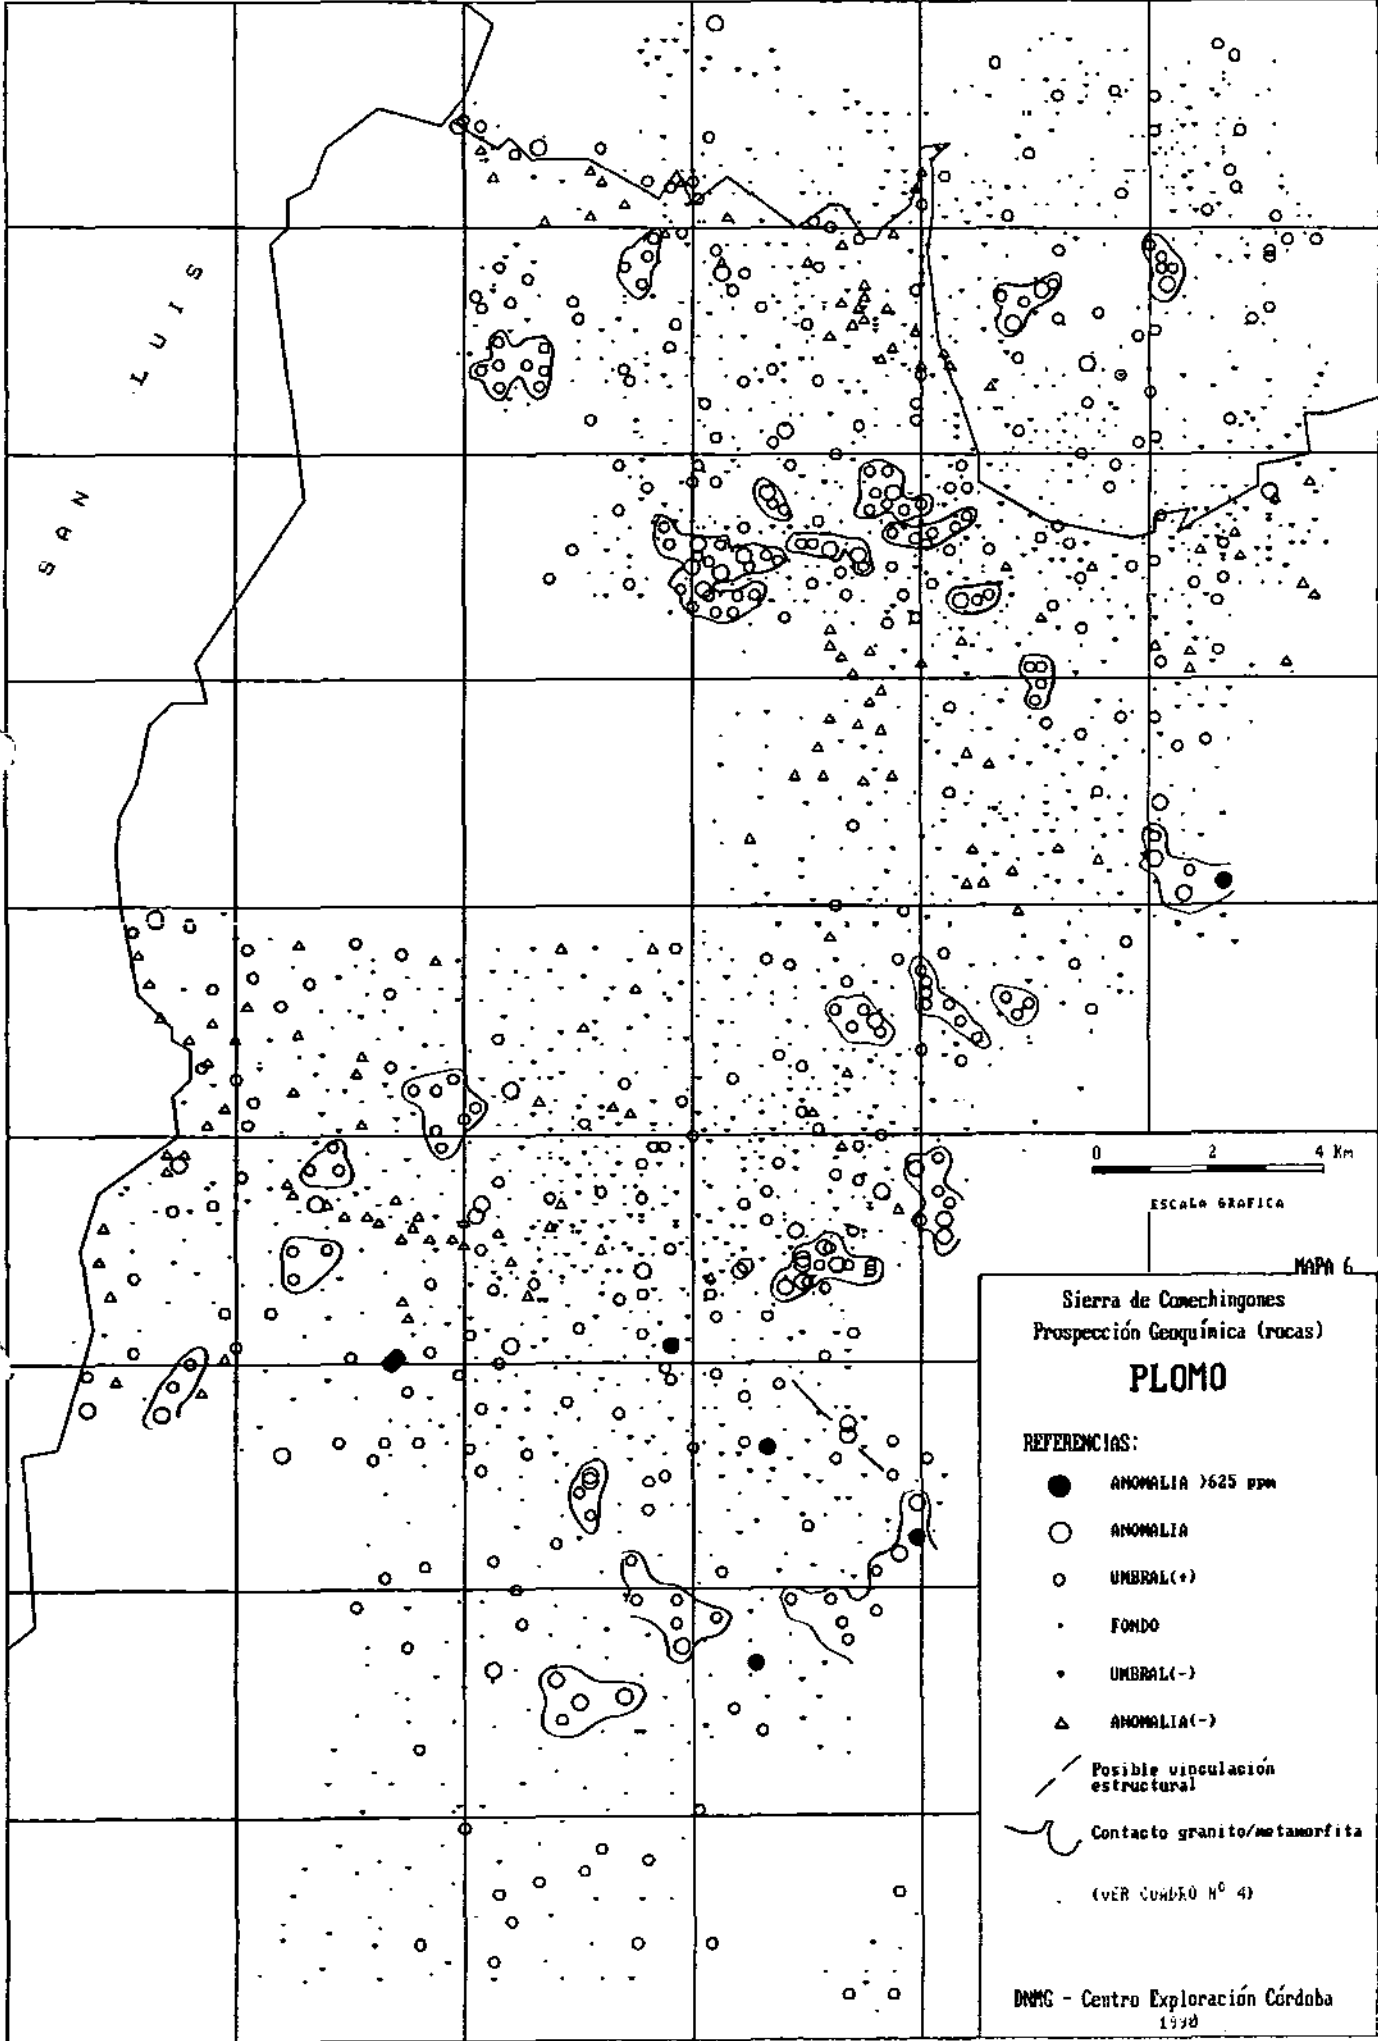 SAN LUIS
0 2 4 Km
ESCALA GRAFICA
MAPA 6
Sierra de Comechingones
Prospección Geoquímica (rocas)
PLOMO
REFERENCIAS:
ANOMALIA >625 ppm
ANOMALIA
UMBRAL(+)
FONDO
UMBRAL(-)
ANOMALIA(-)
Posible vinculación
estructural
Contacto granito/metamorfita
(VER CUADRO Nº 4)
DNMG - Centro Exploración Córdoba
1990